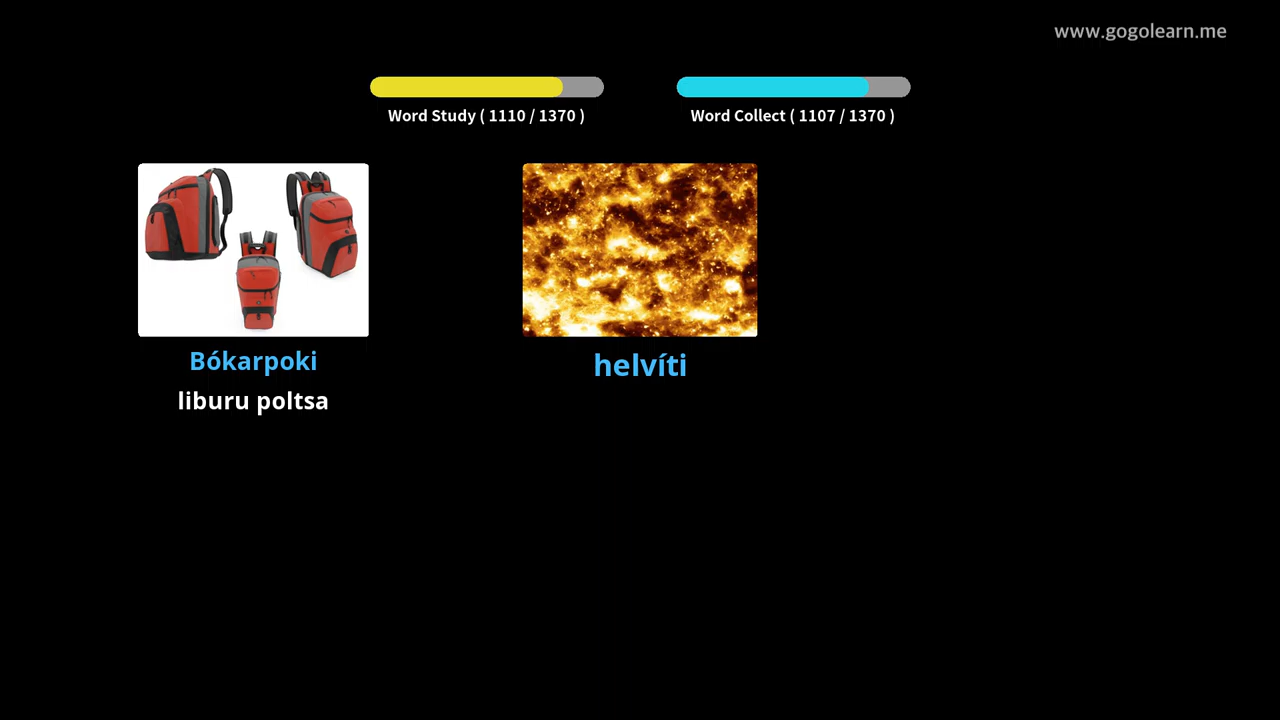 www.gogolearn.me
Word Study ( 1110 / 1370 )
Word Collect ( 1107 / 1370 )
Bókarpoki
liburu poltsa
helvíti